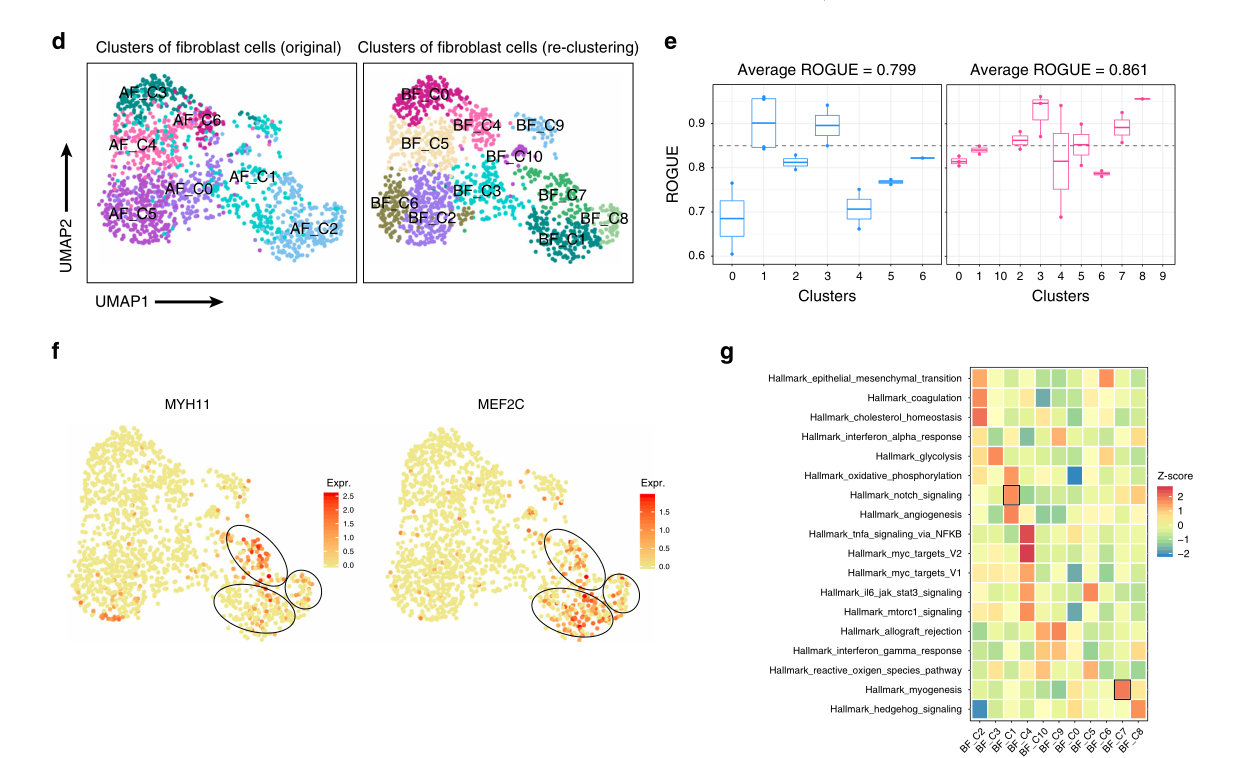 d
Clusters of fibroblast cells (original)
Clusters of fibroblast cells (re-clustering)
AF_C3
AF_C6
AF_C4
AF_C1
AF_C0
AF_C5
AF_C2
BF_C0
BF_C4
BF_C9
BF_C5
BF_C10
BF_C3
BF_C7
BF_C6
BF_C2
BF_C8
BF_C1
UMAP2
UMAP1
e
Average ROGUE = 0.799
Average ROGUE = 0.861
ROGUE
0.9
0.8
0.7
0.6
0 1 2 3 4 5 6
0 1 10 2 3 4 5 6 7 8 9
Clusters
Clusters
f
MYH11
Expr.
2.5
2.0
1.5
1.0
0.5
0.0
MEF2C
Expr.
1.5
1.0
0.5
0.0
g
Hallmark_epithelial_mesenchymal_transition
Hallmark_coagulation
Hallmark_cholesterol_homeostasis
Hallmark_interferon_alpha_response
Hallmark_glycolysis
Hallmark_oxidative_phosphorylation
Hallmark_notch_signaling
Hallmark_angiogenesis
Hallmark_tnfa_signaling_via_NFKB
Hallmark_myc_targets_V2
Hallmark_myc_targets_V1
Hallmark_il6_jak_stat3_signaling
Hallmark_mtorc1_signaling
Hallmark_allograft_rejection
Hallmark_interferon_gamma_response
Hallmark_reactive_oxigen_species_pathway
Hallmark_myogenesis
Hallmark_hedgehog_signaling
BF_C2
BF_C3
BF_C1
BF_C4
BF_C10
BF_C9
BF_C0
BF_C5
BF_C6
BF_C7
BF_C8
Z-score
2
1
0
−1
−2